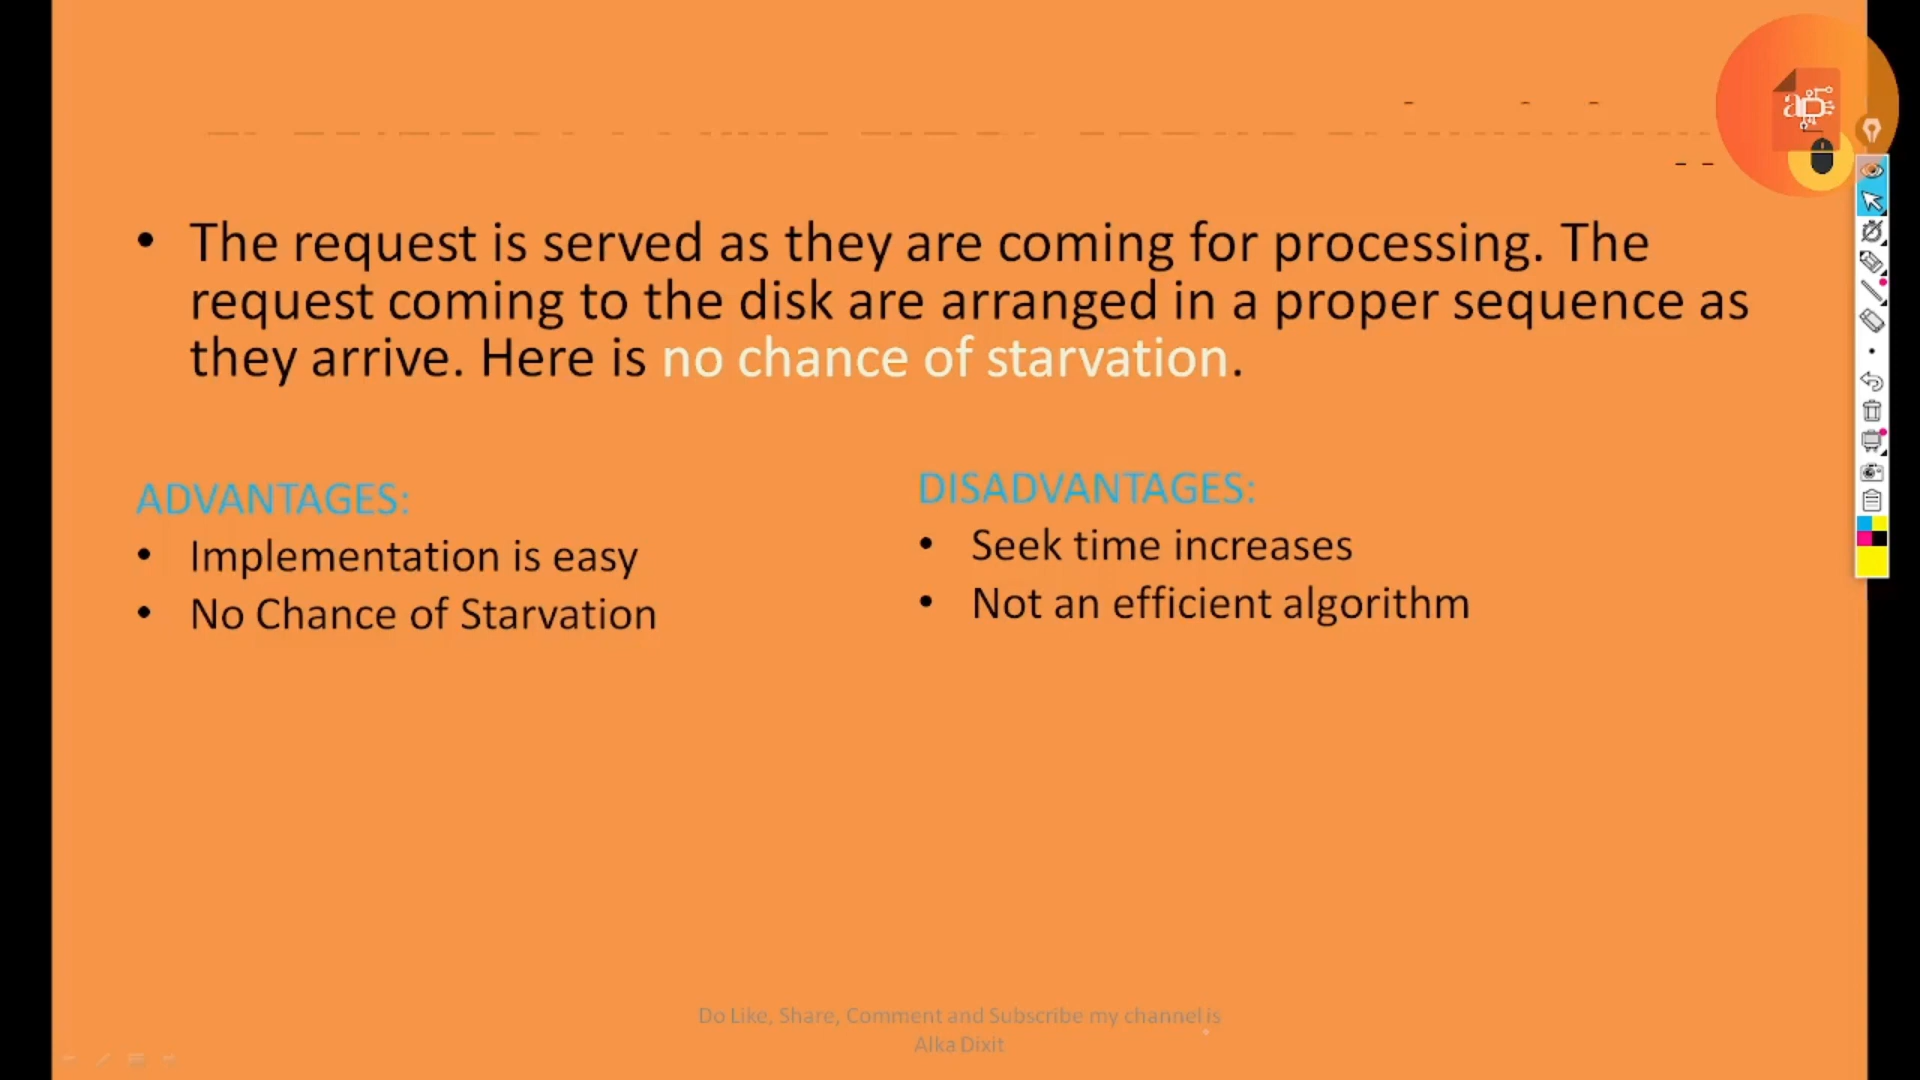 • The request is served as they are coming for processing. The
request coming to the disk are arranged in a proper sequence as
they arrive. Here is no chance of starvation.
ADVANTAGES:
• Implementation is easy
• No Chance of Starvation
DISADVANTAGES:
• Seek time increases
• Not an efficient algorithm
Do Like, Share, Comment and Subscribe my channel is
Alka Dixit